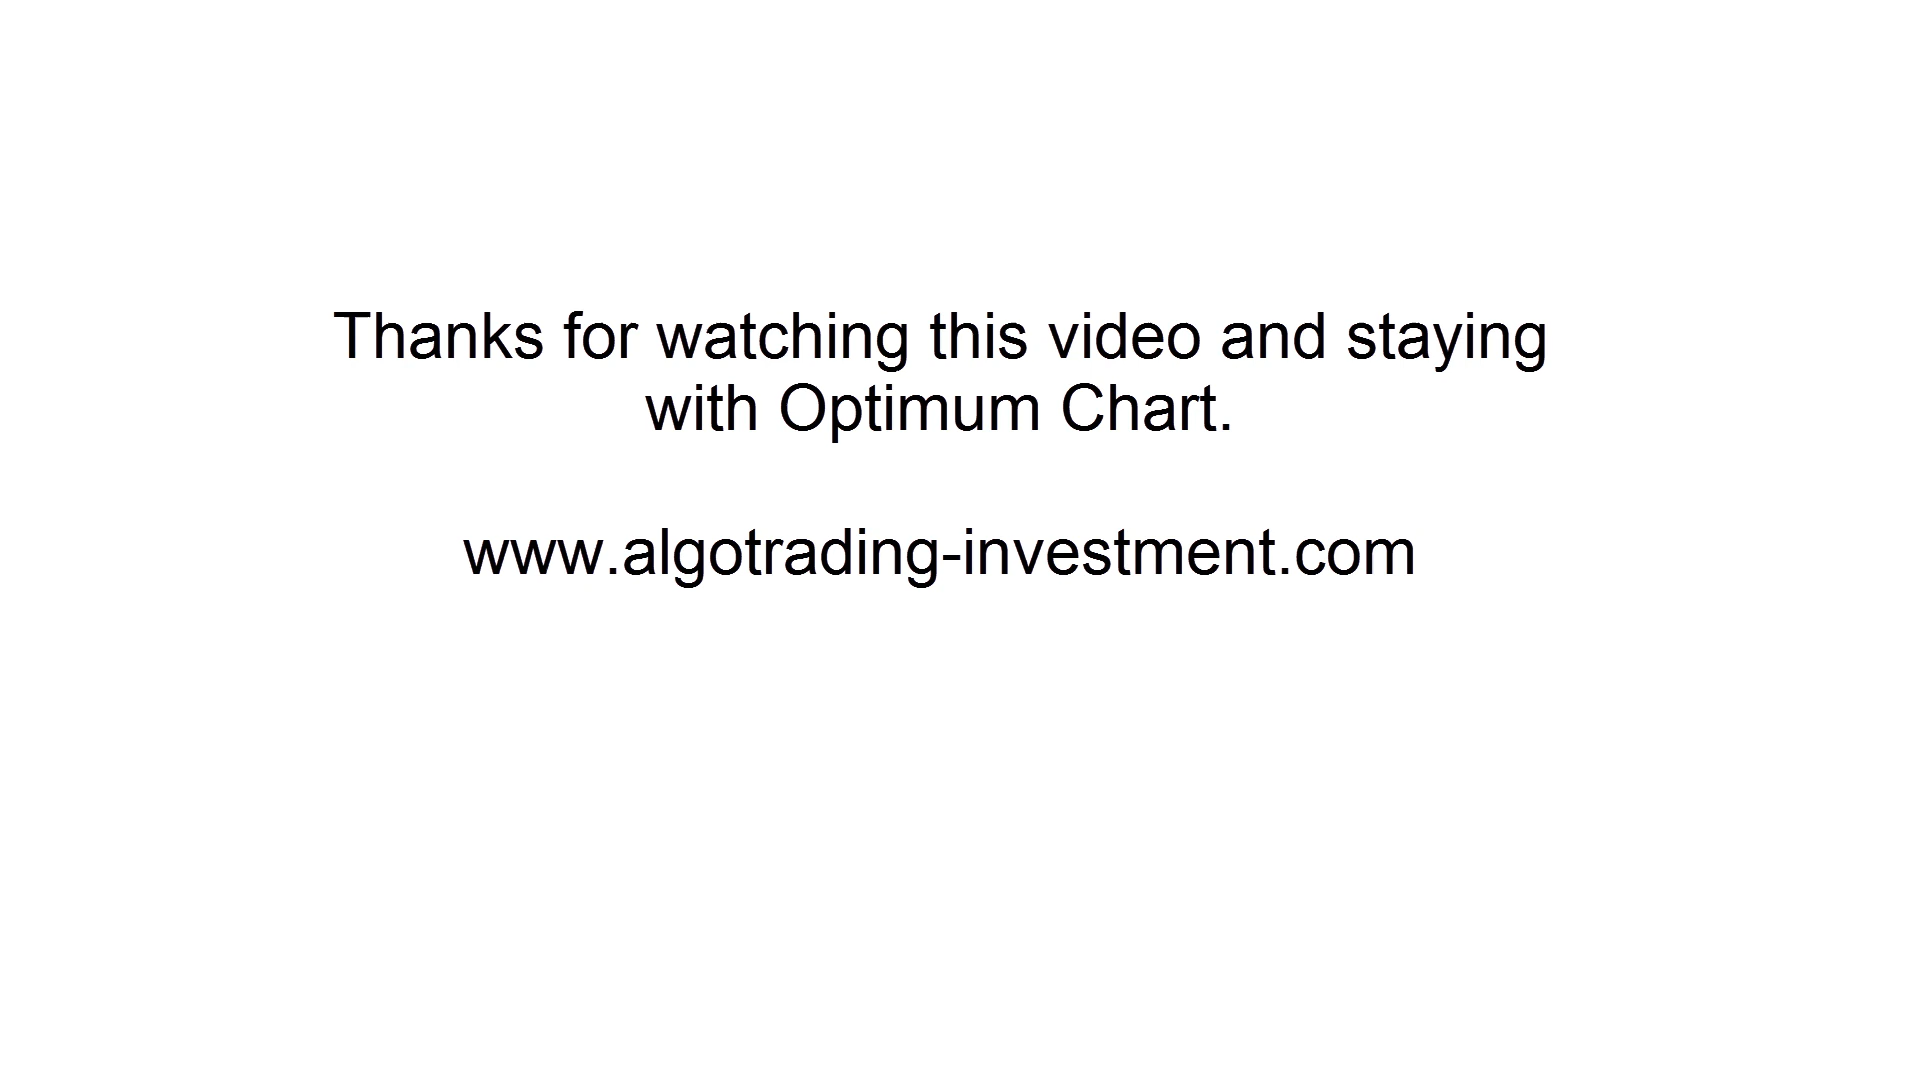 Thanks for watching this video and staying
with Optimum Chart.
www.algotrading-investment.com